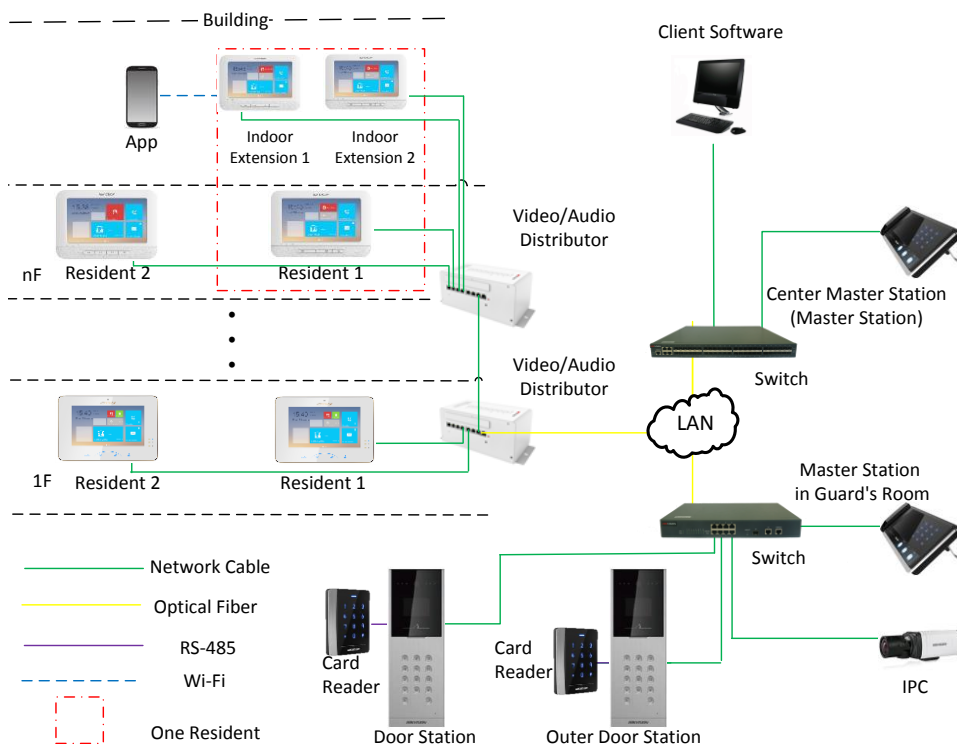 Building-
Client Software
App
Indoor
Extension 1
Indoor
Extension 2
Video/Audio
Distributor
nF
Resident 2
Resident 1
Center Master Station
(Master Station)
Switch
Video/Audio
Distributor
LAN
1F
Resident 2
Resident 1
Master Station
in Guard's Room
Switch
Network Cable
Optical Fiber
RS-485
Wi-Fi
One Resident
Card
Reader
Door Station
Card
Reader
Outer Door Station
IPC